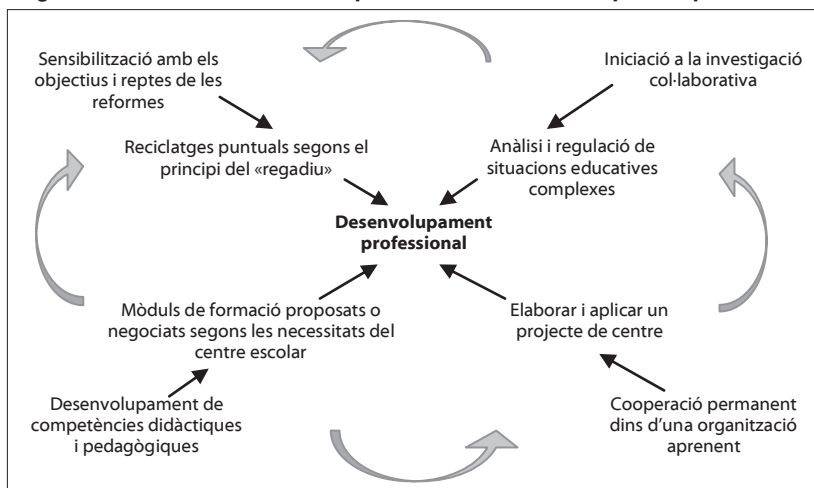 Sensibilització amb els
objectius i reptes de les
reformes
Iniciació a la investigació
col·laborativa
Reciclatges puntuals segons el
principi del «regadiu»
Anàlisi i regulació de
situacions educatives
complexes
Desenvolupament
professional
Mòduls de formació proposats o
negociats segons les necessitats del
centre escolar
Elaborar i aplicar un
projecte de centre
Desenvolupament de
competències didàctiques
i pedagògiques
Cooperació permanent
dins d'una organització
aprenent